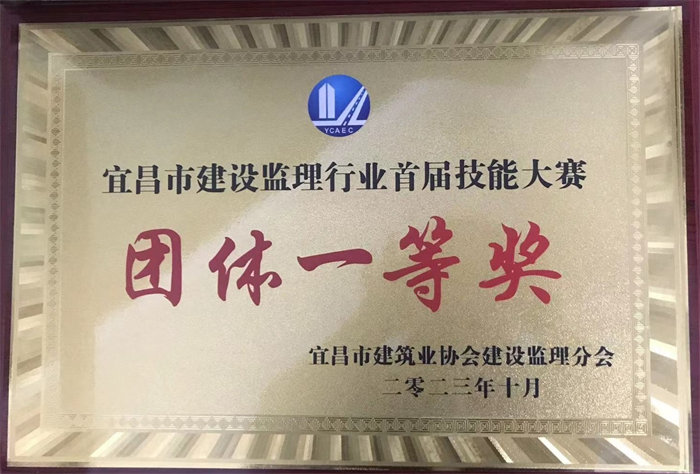 YCAEC
宜昌市建设监理行业首届技能大赛
团体一等奖
宜昌市建筑业协会建设监理分会
二零二三年十月